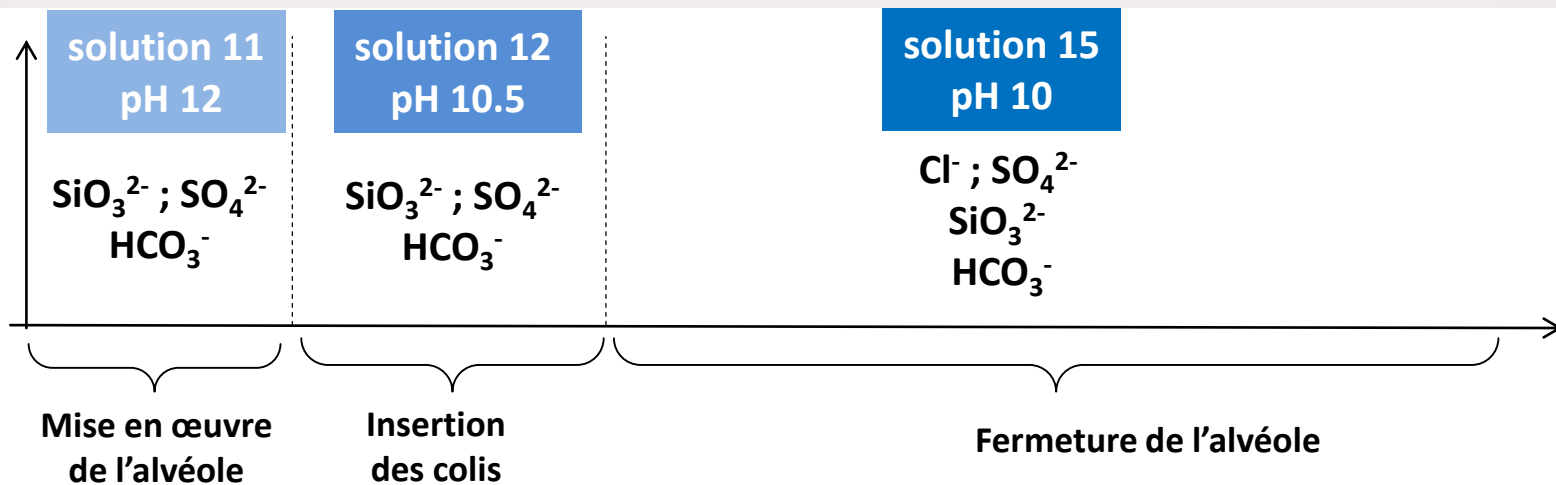 solution 11
pH 12
solution 12
pH 10.5
solution 15
pH 10
SiO₃²⁻ ; SO₄²⁻
HCO₃⁻
SiO₃²⁻ ; SO₄²⁻
HCO₃⁻
Cl⁻ ; SO₄²⁻
SiO₃²⁻
HCO₃⁻
Mise en œuvre
de l’alvéole
Insertion
des colis
Fermeture de l’alvéole